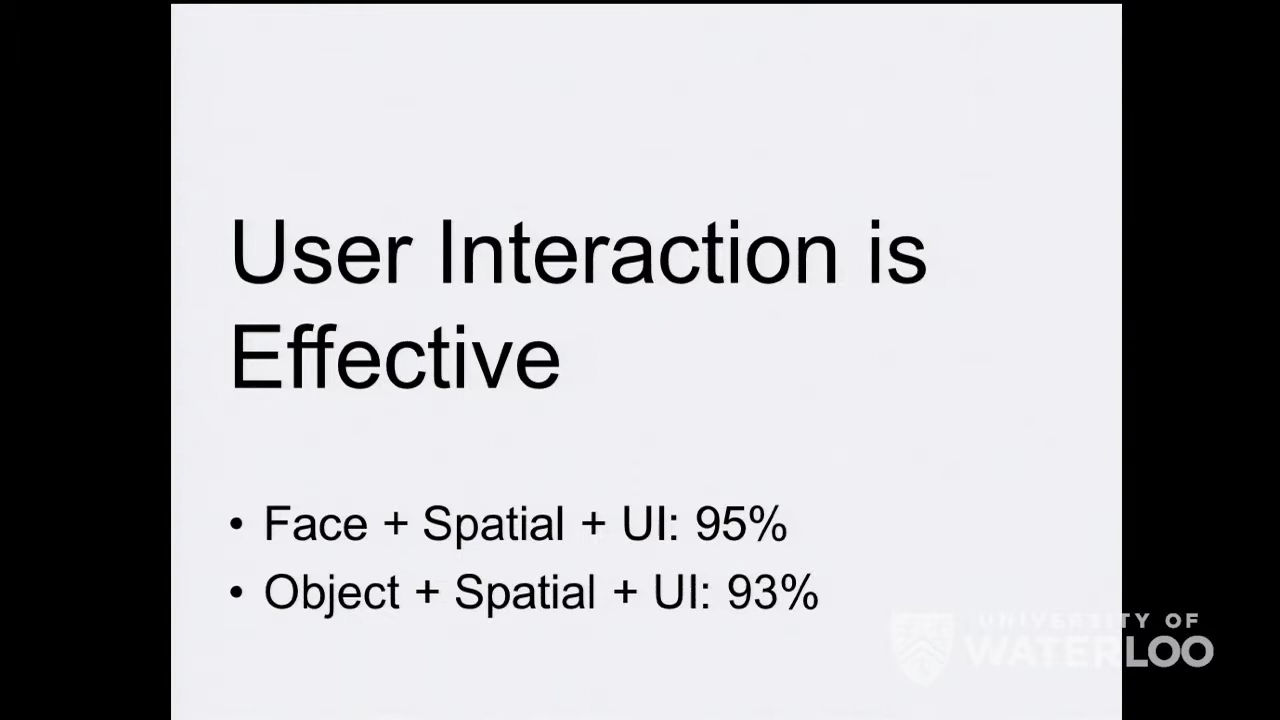 User Interaction is
Effective
• Face + Spatial + UI: 95%
• Object + Spatial + UI: 93%
UNIVERSITY OF
WATERLOO